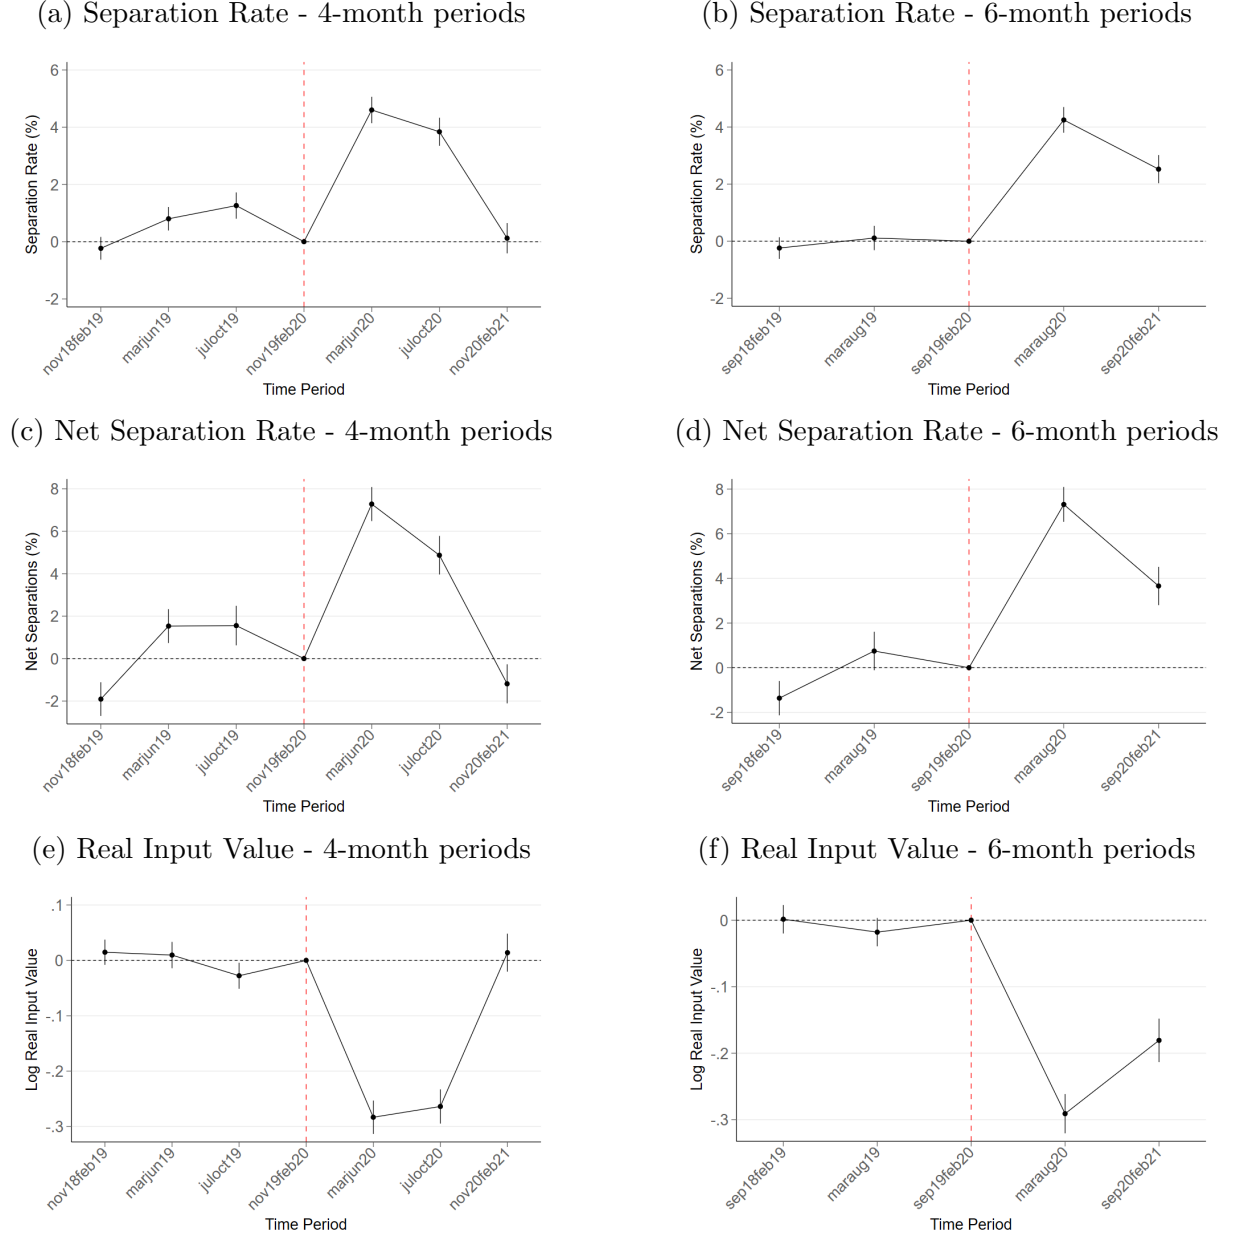 (a) Separation Rate - 4-month periods
6
4
2
0
-2
Separation Rate (%)
nov18feb19
marjun19
juloct19
nov19feb20
marjun20
juloct20
nov20feb21
Time Period
(b) Separation Rate - 6-month periods
6
4
2
0
-2
Separation Rate (%)
sep18feb19
maraug19
sep19feb20
maraug20
sep20feb21
Time Period
(c) Net Separation Rate - 4-month periods
8
6
4
2
0
-2
Net Separations (%)
nov18feb19
marjun19
juloct19
nov19feb20
marjun20
juloct20
nov20feb21
Time Period
(d) Net Separation Rate - 6-month periods
8
6
4
2
0
-2
Net Separations (%)
sep18feb19
maraug19
sep19feb20
maraug20
sep20feb21
Time Period
(e) Real Input Value - 4-month periods
.1
0
-.1
-.2
-.3
Log Real Input Value
nov18feb19
marjun19
juloct19
nov19feb20
marjun20
juloct20
nov20feb21
Time Period
(f) Real Input Value - 6-month periods
0
-.1
-.2
-.3
Log Real Input Value
sep18feb19
maraug19
sep19feb20
maraug20
sep20feb21
Time Period